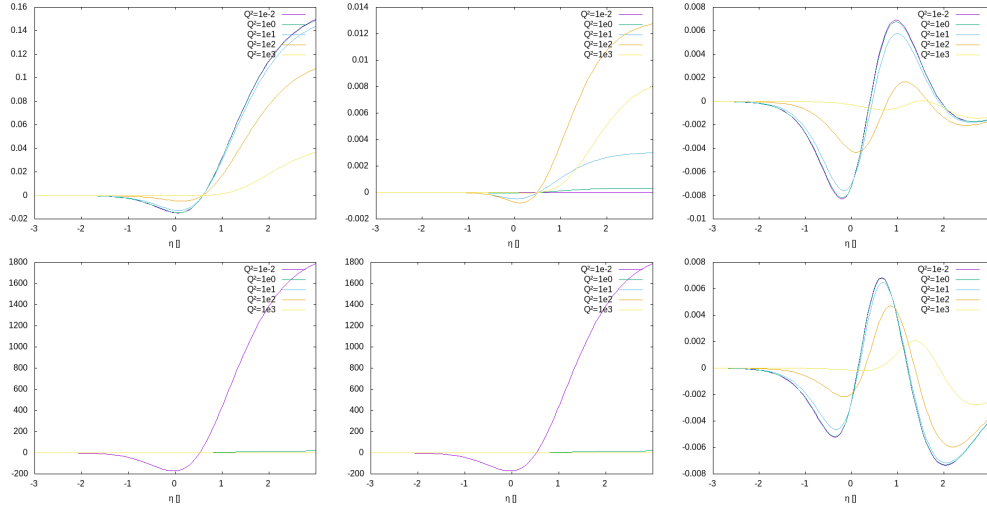 0.16
0.14
0.12
0.1
0.08
0.06
0.04
0.02
0
-0.02
-3
-2
-1
0
1
2
η []
Q²=1e-2
Q²=1e0
Q²=1e1
Q²=1e2
Q²=1e3
0.014
0.012
0.01
0.008
0.006
0.004
0.002
0
-0.002
-3
-2
-1
0
1
2
η []
Q²=1e-2
Q²=1e0
Q²=1e1
Q²=1e2
Q²=1e3
0.008
0.006
0.004
0.002
0
-0.002
-0.004
-0.006
-0.008
-0.01
-3
-2
-1
0
1
2
η []
Q²=1e-2
Q²=1e0
Q²=1e1
Q²=1e2
Q²=1e3
1800
1600
1400
1200
1000
800
600
400
200
0
-200
-3
-2
-1
0
1
2
η []
Q²=1e-2
Q²=1e0
Q²=1e1
Q²=1e2
Q²=1e3
1800
1600
1400
1200
1000
800
600
400
200
0
-200
-3
-2
-1
0
1
2
η []
Q²=1e-2
Q²=1e0
Q²=1e1
Q²=1e2
Q²=1e3
0.008
0.006
0.004
0.002
0
-0.002
-0.004
-0.006
-0.008
-3
-2
-1
0
1
2
η []
Q²=1e-2
Q²=1e0
Q²=1e1
Q²=1e2
Q²=1e3